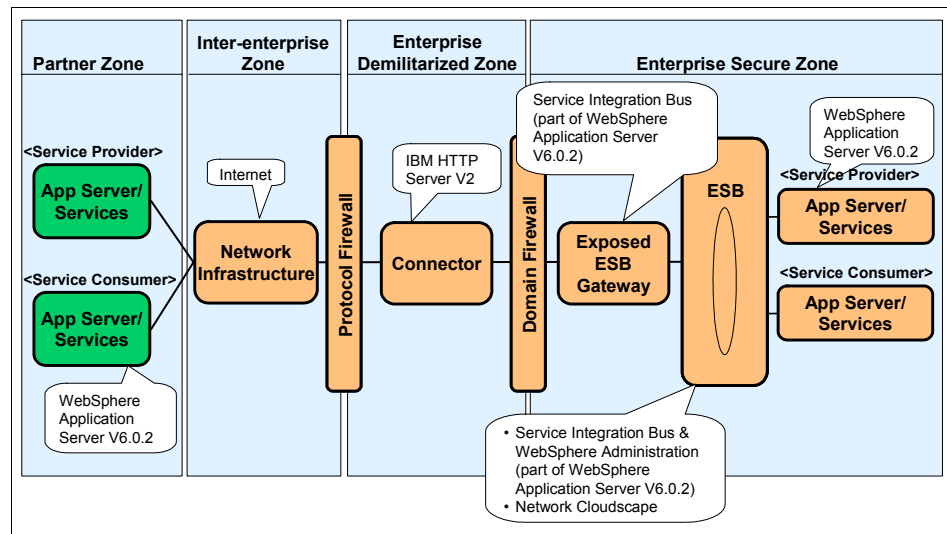 Partner Zone
Inter-enterprise
Zone
Enterprise
Demilitarized Zone
Enterprise Secure Zone
<Service Provider>
App Server/
Services
<Service Consumer>
App Server/
Services
WebSphere
Application
Server V6.0.2
Internet
Network
Infrastructure
Protocol Firewall
IBM HTTP
Server V2
Connector
Domain Firewall
Service Integration Bus
(part of WebSphere
Application Server
V6.0.2)
Exposed
ESB
Gateway
ESB
• Service Integration Bus &
WebSphere Administration
(part of WebSphere
Application Server V6.0.2)
• Network Cloudscape
WebSphere
Application
Server V6.0.2
<Service Provider>
App Server/
Services
<Service Consumer>
App Server/
Services